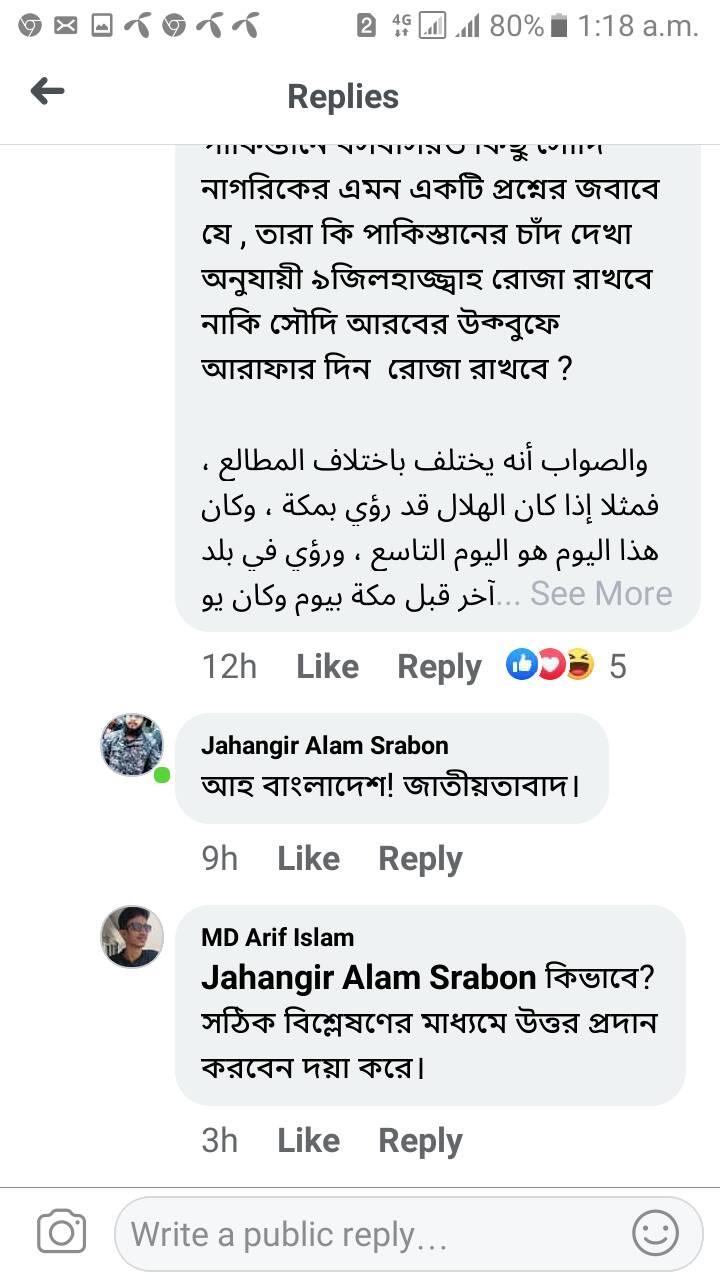 2 4G 80% 1:18 a.m.
Replies
নাগরিকের এমন একটি প্রশ্নের জবাবে
যে , তারা কি পাকিস্তানের চাঁদ দেখা
অনুযায়ী ৯জিলহাজ্জ্বাহ রোজা রাখবে
নাকি সৌদি আরবের উকবুফে
আরাফার দিন রোজা রাখবে ?
والصواب أنه يختلف باختلاف المطالع ،
فمثلا إذا كان الهلال قد رؤي بمكة ، وكان
هذا اليوم هو اليوم التاسع ، ورؤي في بلد
آخر قبل مكة بيوم وكان يو... See More
12h Like Reply 5
Jahangir Alam Srabon
আহ বাংলাদেশ! জাতীয়তাবাদ।
9h Like Reply
MD Arif Islam
Jahangir Alam Srabon কিভাবে?
সঠিক বিশ্লেষণের মাধ্যমে উত্তর প্রদান
করবেন দয়া করে।
3h Like Reply
Write a public reply...